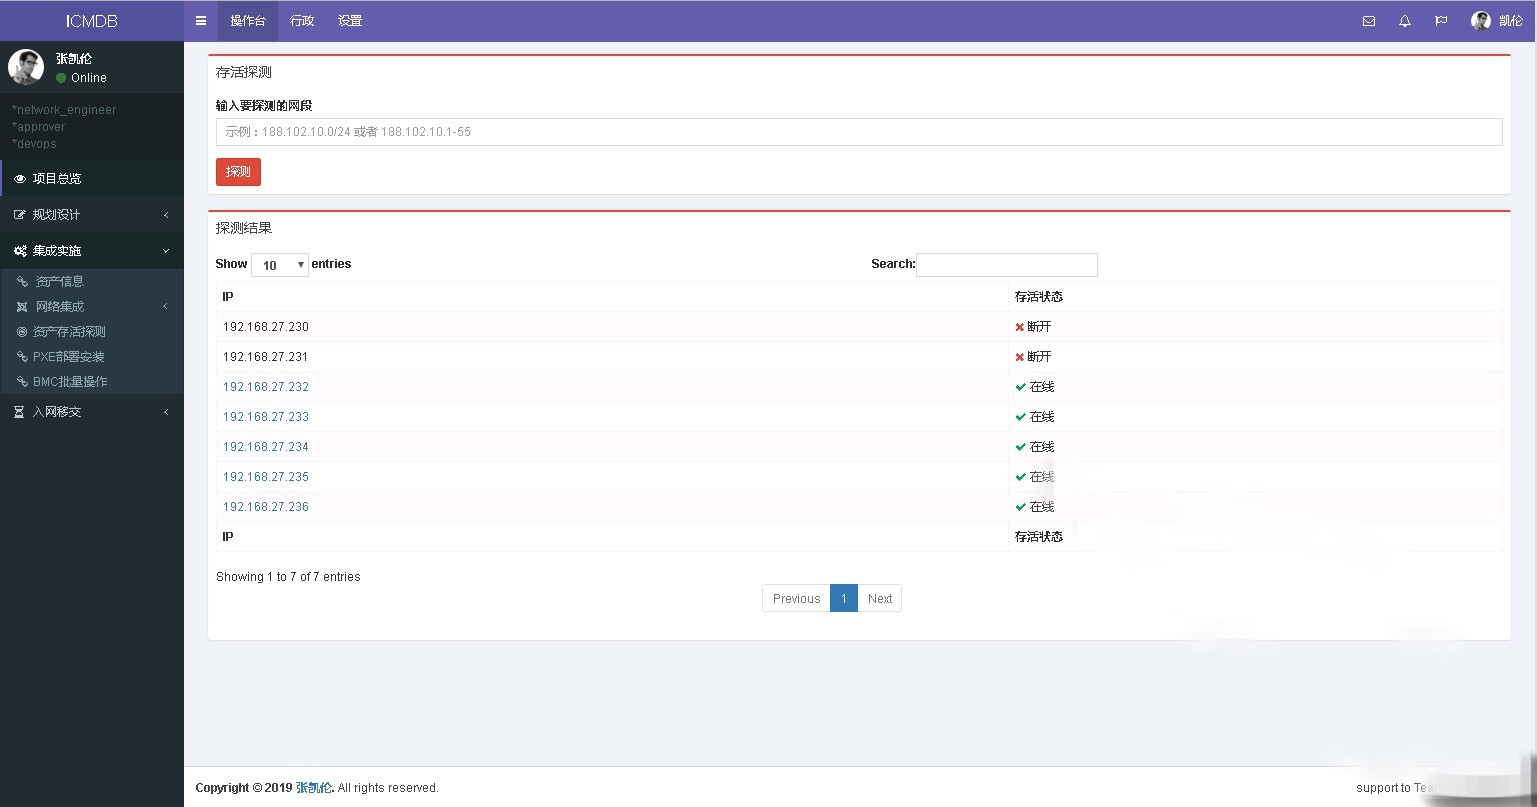 ICMDB
操作台 行政 设置
凯伦
张凯伦
Online
*network_engineer
*approver
*devops
项目总览
规划设计
集成实施
资产信息
网络集成
资产存活探测
PXE部署安装
BMC批量操作
入网移交
存活探测
输入要探测的网段
示例：188.102.10.0/24 或者 188.102.10.1-55
探测
探测结果
Show 10 entries
Search:
IP 存活状态
192.168.27.230 断开
192.168.27.231 断开
192.168.27.232 在线
192.168.27.233 在线
192.168.27.234 在线
192.168.27.235 在线
192.168.27.236 在线
IP 存活状态
Showing 1 to 7 of 7 entries
Previous 1 Next
Copyright © 2019 张凯伦. All rights reserved.
support to